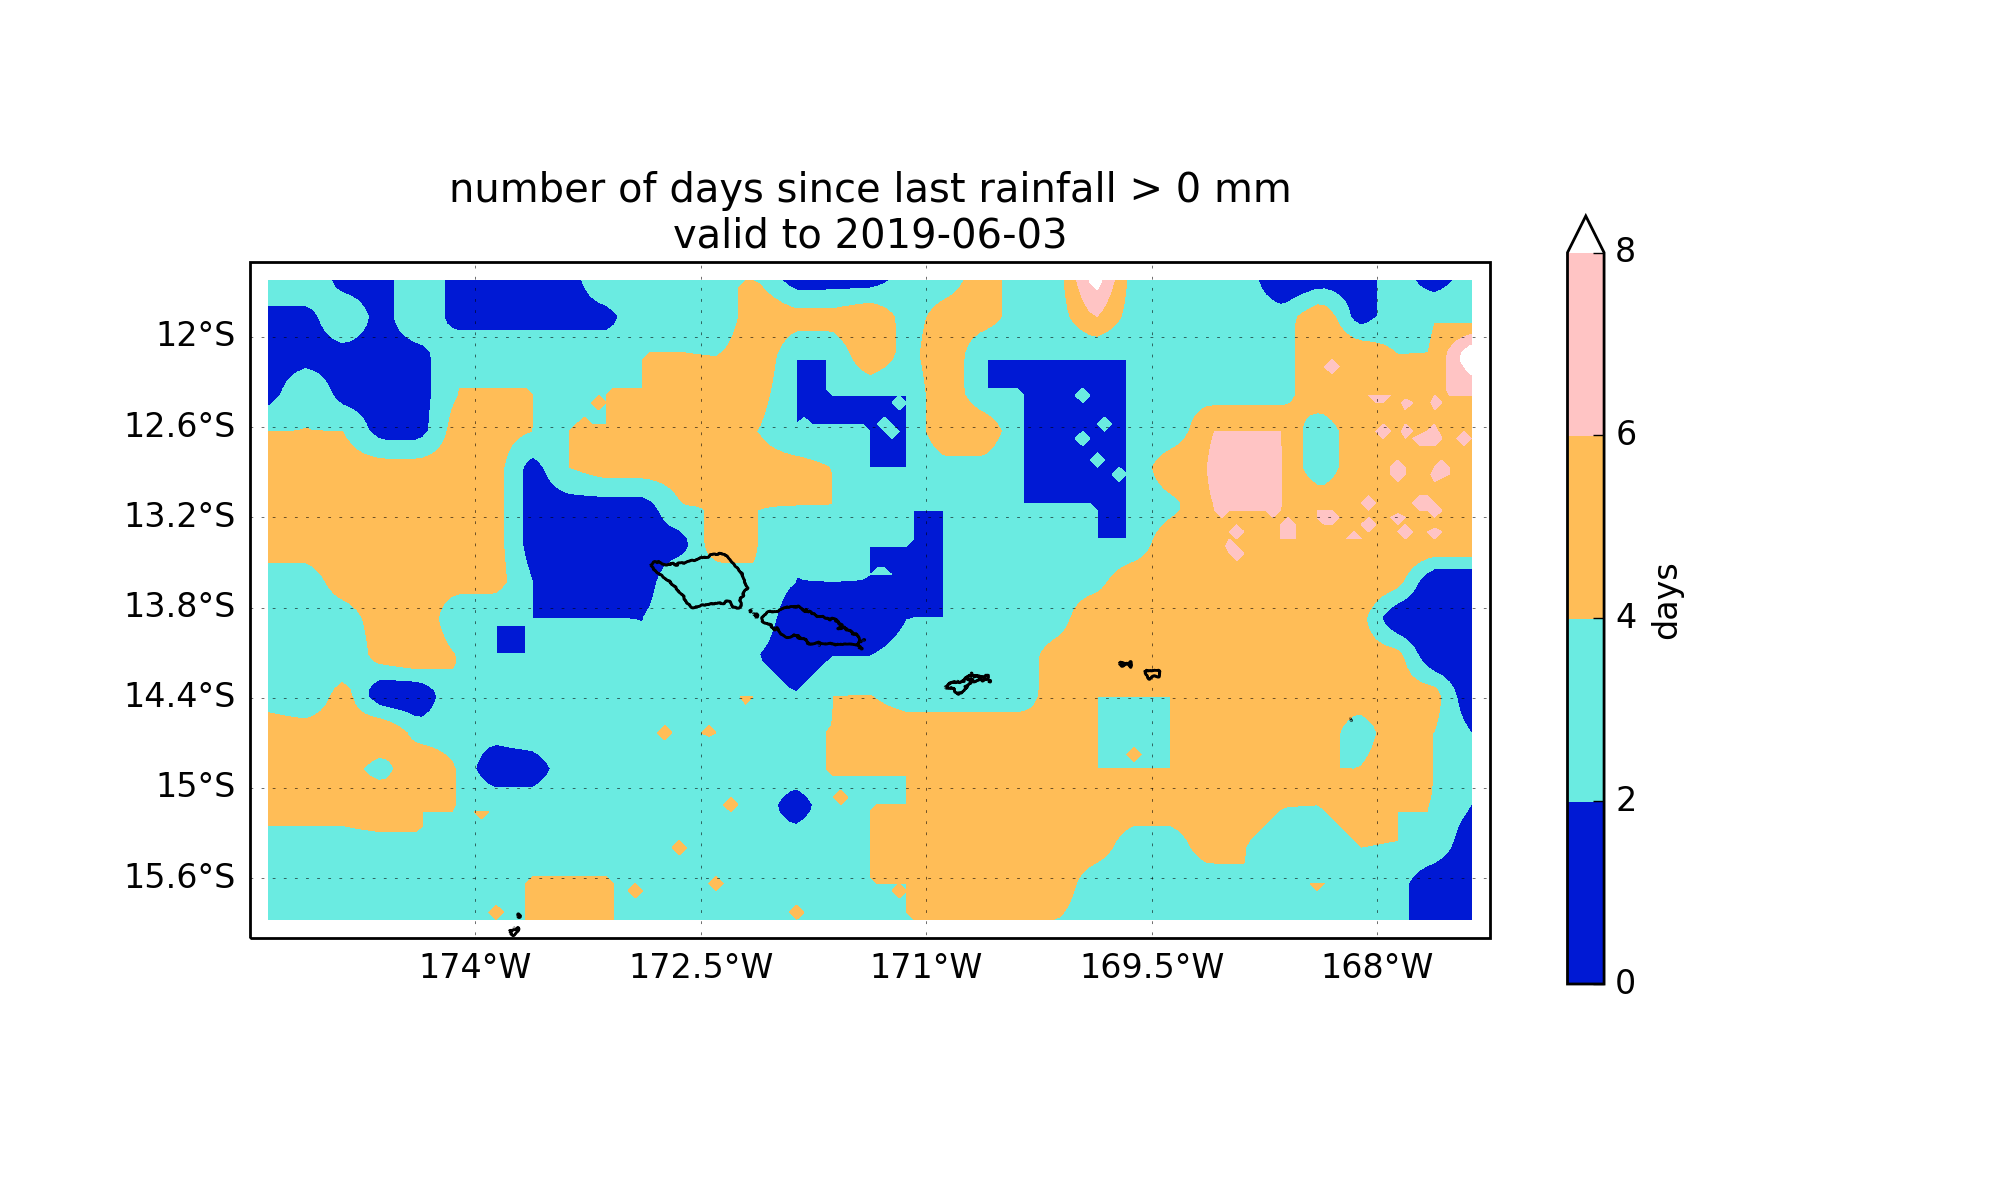 number of days since last rainfall > 0 mm
valid to 2019-06-03
12°S
12.6°S
13.2°S
13.8°S
14.4°S
15°S
15.6°S
174°W
172.5°W
171°W
169.5°W
168°W
8
6
4
2
0
days